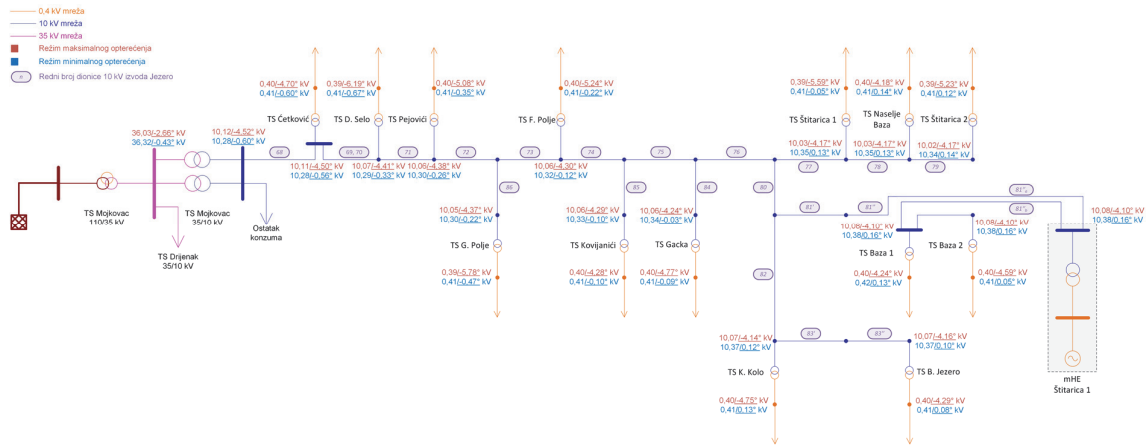 0,4 kV mreža
10 kV mreža
35 kV mreža
Režim maksimalnog opterećenja
Režim minimalnog opterećenja
n Redni broj dionice 10 kV izvoda Jezero
0,40/-4,70° kV
0,41/-0,60° kV
0,39/-6,19° kV
0,41/-0,67° kV
0,40/-5,08° kV
0,41/-0,35° kV
0,40/-5,24° kV
0,41/-0,22° kV
0,39/-5,59° kV
0,41/-0,05° kV
0,40/-4,18° kV
0,41/0,14° kV
0,39/-5,23° kV
0,41/0,12° kV
TS Ćetković
TS D. Selo
TS Pejovići
TS F. Polje
TS Štitarica 1
TS Naselje
Baza
TS Štitarica 2
36,03/-2,66° kV
36,32/-0,43° kV
10,12/-4,52° kV
10,28/-0,60° kV
68
69, 70
71
72
73
74
75
76
10,11/-4,50° kV
10,28/-0,56° kV
10,07/-4,41° kV
10,29/-0,33° kV
10,06/-4,38° kV
10,30/-0,26° kV
10,06/-4,30° kV
10,32/-0,12° kV
10,03/-4,17° kV
10,35/0,13° kV
10,03/-4,17° kV
10,35/0,13° kV
10,02/-4,17° kV
10,34/0,14° kV
77
78
79
TS Mojkovac
110/35 kV
TS Mojkovac
35/10 kV
Ostatak
konzuma
TS Drijenak
35/10 kV
86
85
84
80
10,05/-4,37° kV
10,30/-0,22° kV
10,06/-4,29° kV
10,33/-0,10° kV
10,06/-4,24° kV
10,34/-0,03° kV
TS G. Polje
TS Kovijanići
TS Gacka
0,39/-5,78° kV
0,41/-0,47° kV
0,40/-4,28° kV
0,41/-0,10° kV
0,40/-4,77° kV
0,41/-0,09° kV
81'
81''
10,08/-4,10° kV
10,38/0,16° kV
10,08/-4,10° kV
10,38/0,16° kV
10,08/-4,10° kV
10,38/0,16° kV
TS Baza 1
TS Baza 2
0,40/-4,24° kV
0,42/0,13° kV
0,40/-4,59° kV
0,41/0,05° kV
82
83'
83''
10,07/-4,14° kV
10,37/0,12° kV
10,07/-4,16° kV
10,37/0,10° kV
TS K. Kolo
TS B. Jezero
0,40/-4,75° kV
0,41/0,13° kV
0,40/-4,29° kV
0,41/0,08° kV
mHE
Štitarica 1